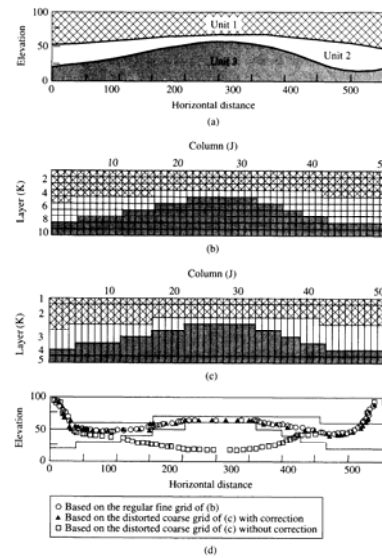 100
50
0
Elevation
Unit 1
Unit 2
Unit 3
0 100 200 300 400 500
Horizontal distance
(a)
Column (J)
10 20 30 40 50
Layer (K)
2
4
6
8
10
(b)
Column (J)
10 20 30 40 50
Layer (K)
1
2
3
4
5
(c)
100
50
0
Elevation
0 100 200 300 400 500
Horizontal distance
Based on the regular fine grid of (b)
Based on the distorted coarse grid of (c) with correction
Based on the distorted coarse grid of (c) without correction
(d)